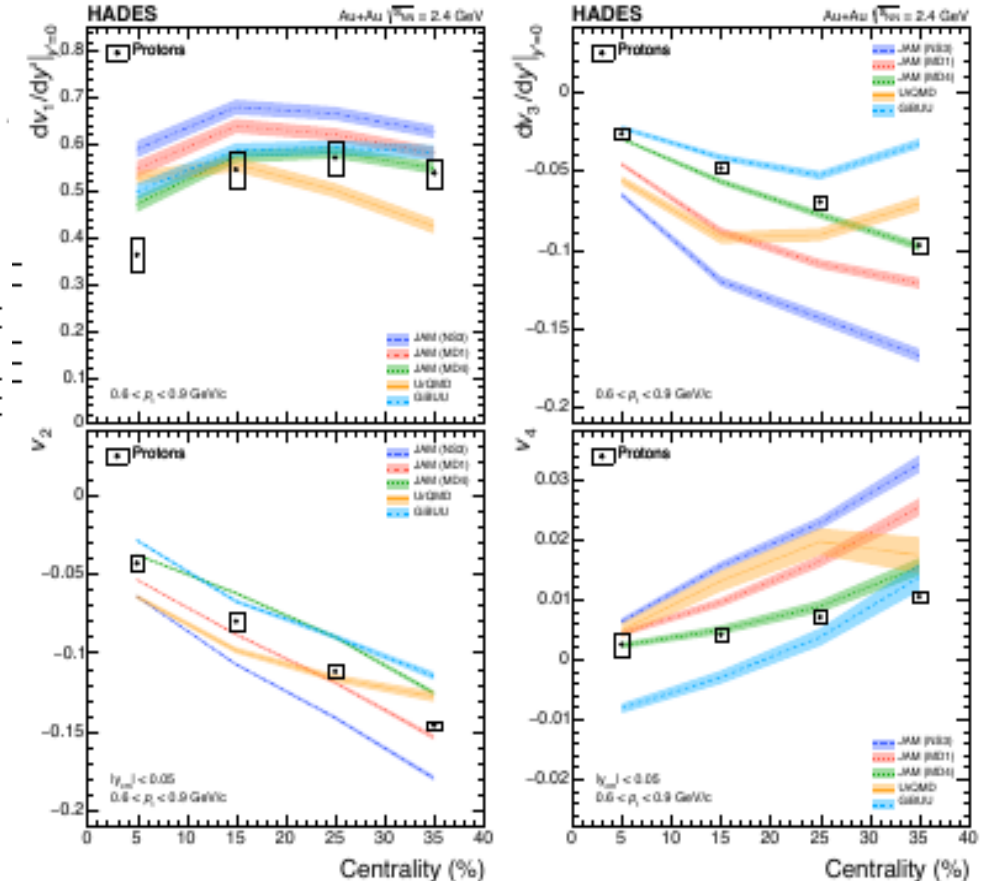 HADES Au+Au √sNN = 2.4 GeV
dv1/dy'|y'=0
Protons
0.8
0.7
0.6
0.5
0.4
0.3
0.2
0.1
0
JAM (NS3)
JAM (MD1)
JAM (MD4)
UrQMD
GiBUU
0.6 < pt < 0.9 GeV/c
HADES Au+Au √sNN = 2.4 GeV
dv3/dy'|y'=0
Protons
JAM (NS3)
JAM (MD1)
JAM (MD4)
UrQMD
GiBUU
0
−0.05
−0.1
−0.15
−0.2
0.6 < pt < 0.9 GeV/c
v2
Protons
JAM (NS3)
JAM (MD1)
JAM (MD4)
UrQMD
GiBUU
0
−0.05
−0.1
−0.15
−0.2
|ycm| < 0.05
0.6 < pt < 0.9 GeV/c
0 5 10 15 20 25 30 35 40
Centrality (%)
v4
Protons
0.03
0.02
0.01
0
−0.01
−0.02
JAM (NS3)
JAM (MD1)
JAM (MD4)
UrQMD
GiBUU
|ycm| < 0.05
0.6 < pt < 0.9 GeV/c
0 5 10 15 20 25 30 35 40
Centrality (%)